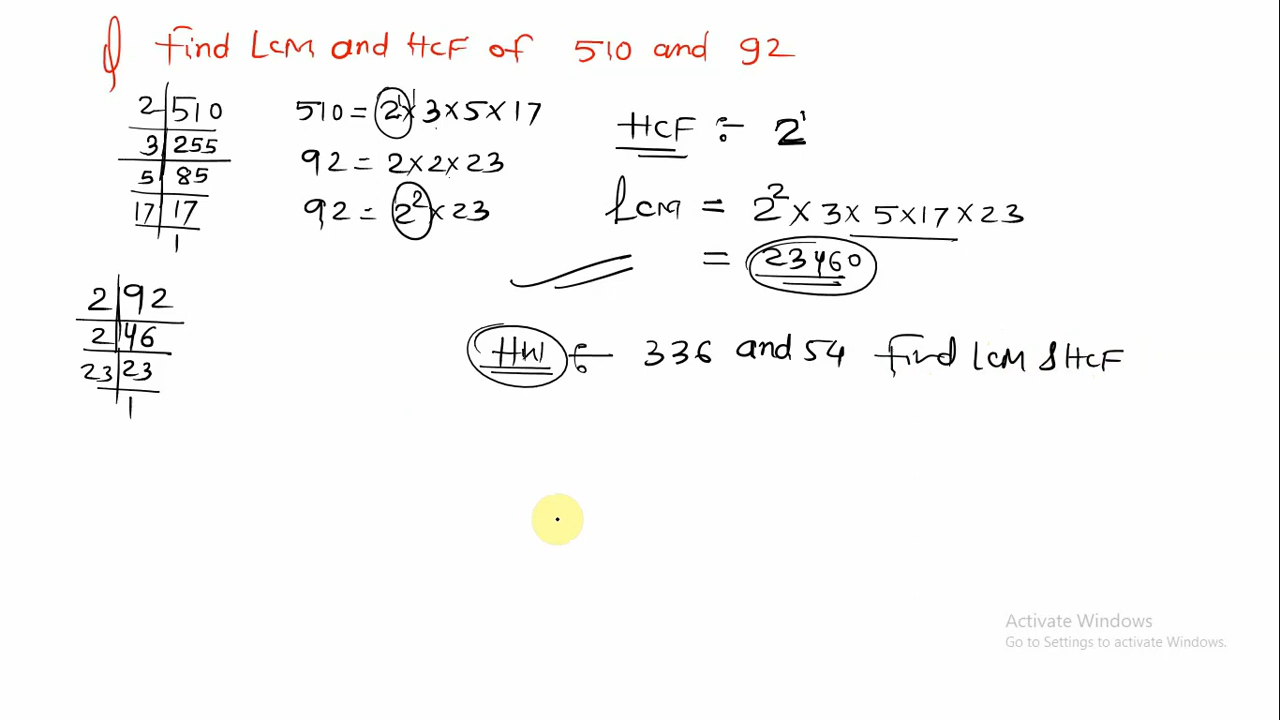 Q Find LCM and HCF of 510 and 92
2 | 510
3 | 255
5 | 85
17 | 17
1
510 = 2¹ × 3 × 5 × 17
92 = 2 × 2 × 23
92 = 2² × 23
HCF :- 2¹
LCM = 2² × 3 × 5 × 17 × 23
= 23460
2 | 92
2 | 46
23 | 23
1
HW :- 336 and 54 find LCM & HCF
Activate Windows
Go to Settings to activate Windows.